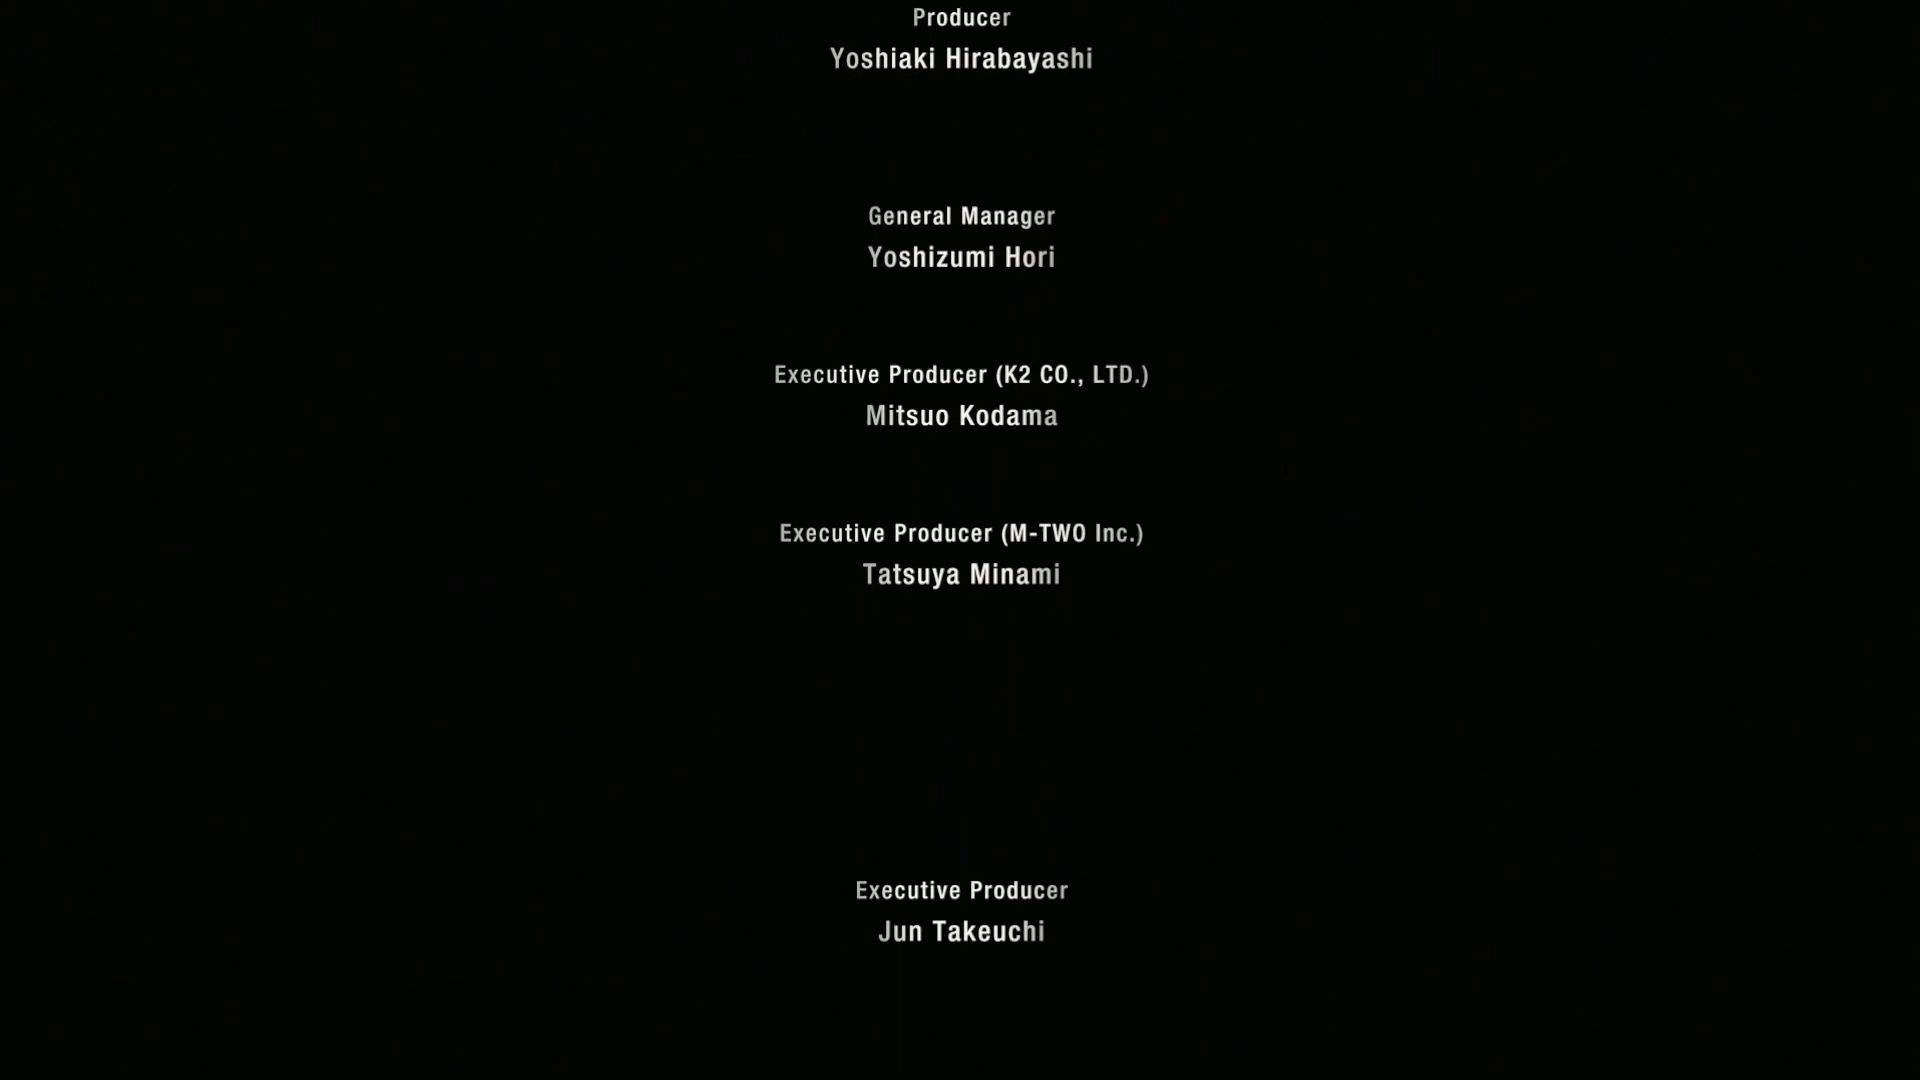 Producer
Yoshiaki Hirabayashi
General Manager
Yoshizumi Hori
Executive Producer (K2 CO., LTD.)
Mitsuo Kodama
Executive Producer (M-TWO Inc.)
Tatsuya Minami
Executive Producer
Jun Takeuchi